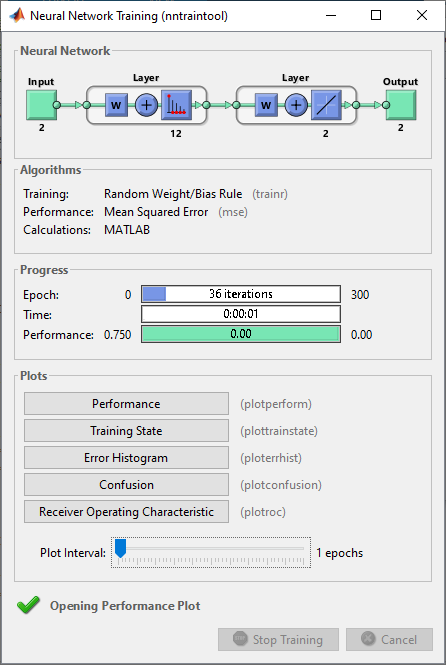 Neural Network Training (nntraintool)
Neural Network
Input Layer Layer Output
W + W +
2 12 2 2
Algorithms
Training: Random Weight/Bias Rule (trainr)
Performance: Mean Squared Error (mse)
Calculations: MATLAB
Progress
Epoch: 0 36 iterations 300
Time: 0:00:01
Performance: 0.750 0.00 0.00
Plots
Performance (plotperform)
Training State (plottrainstate)
Error Histogram (ploterrhist)
Confusion (plotconfusion)
Receiver Operating Characteristic (plotroc)
Plot Interval: 1 epochs
Opening Performance Plot
Stop Training Cancel